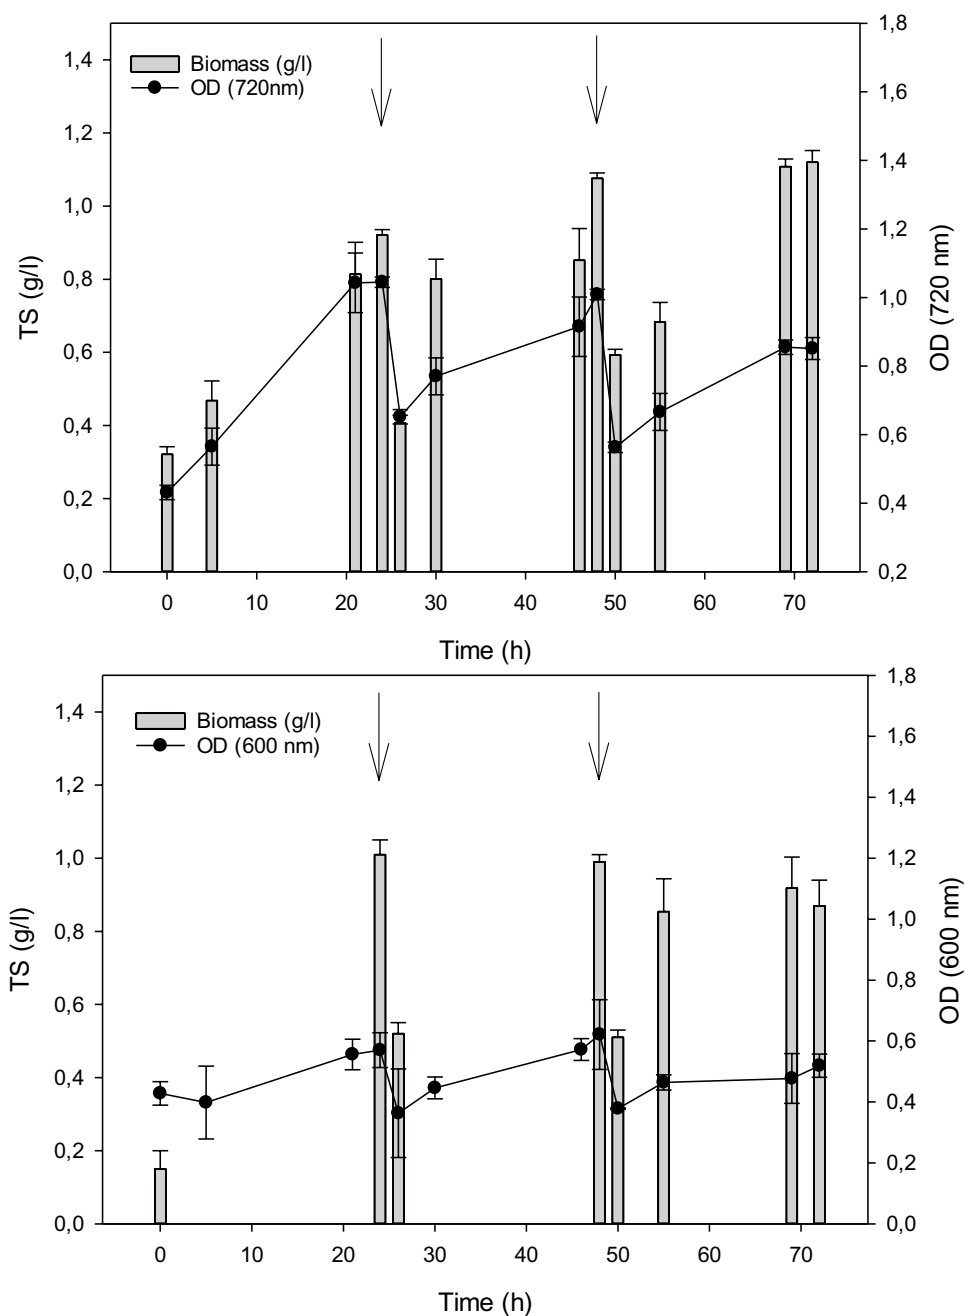 1,8
1,4
Biomass (g/l)
1,6
OD (720nm)
1,2
1,4
1,0
1,2
TS (g/l)
0,8
1,0
OD (720 nm)
0,6
0,8
0,4
0,6
0,2
0,4
0,0
0,2
0 10 20 30 40 50 60 70
Time (h)
1,8
1,4
Biomass (g/l)
1,6
OD (600 nm)
1,2
1,4
1,0
1,2
TS (g/l)
0,8
1,0
OD (600 nm)
0,6
0,8
0,6
0,4
0,4
0,2
0,2
0,0
0,0
0 10 20 30 40 50 60 70
Time (h)